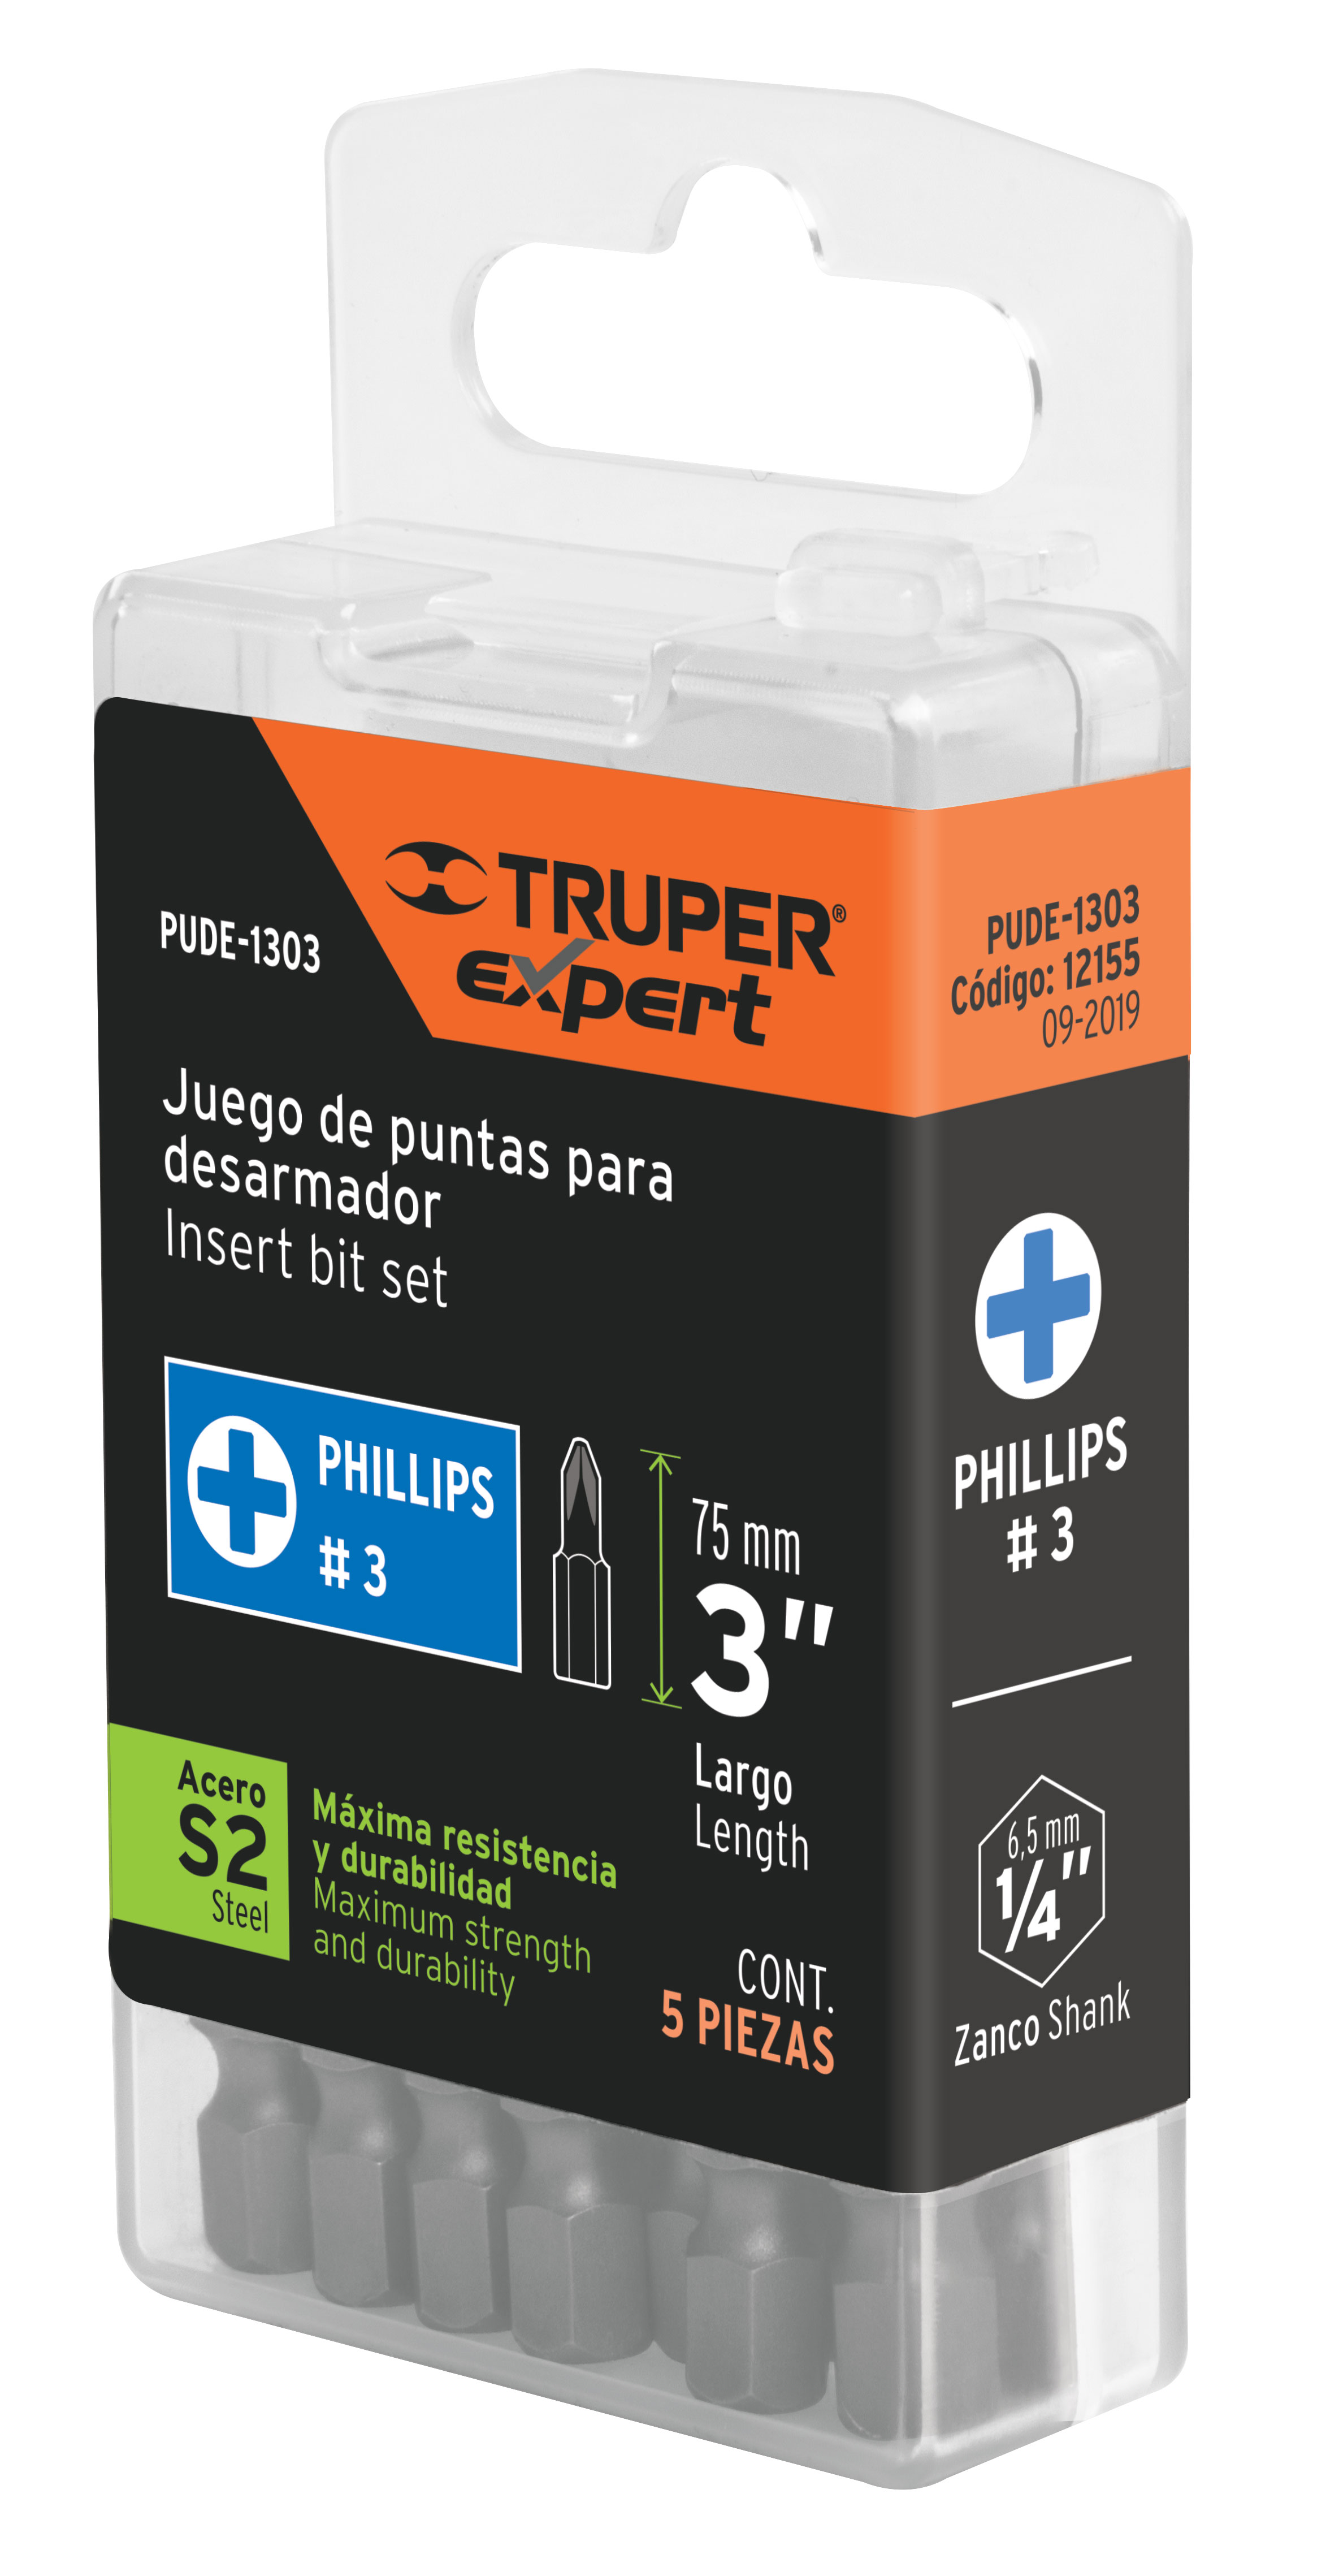 TRUPER®
expert
PUDE-1303
Juego de puntas para
desarmador
Insert bit set
PHILLIPS
# 3
75 mm
3"
Largo
Length
Acero
S2
Steel
Máxima resistencia
y durabilidad
Maximum strength
and durability
CONT.
5 PIEZAS
PUDE-1303
Código: 12155
09-2019
PHILLIPS
# 3
6,5 mm
1/4"
Zanco Shank